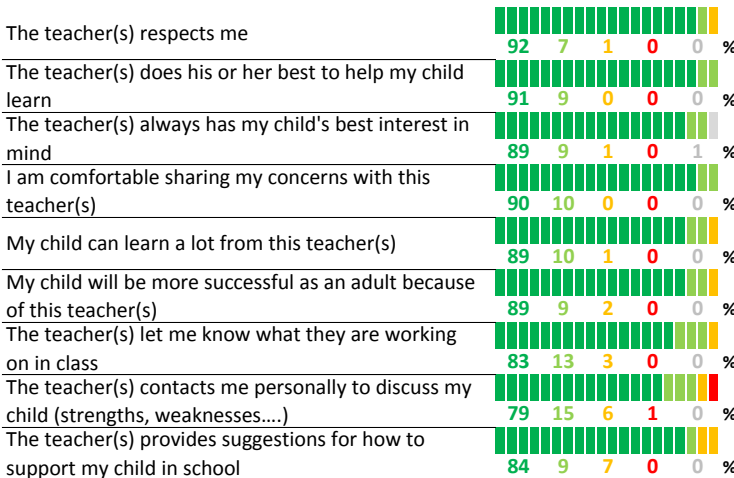 The teacher(s) respects me
92 7 1 0 0 %
The teacher(s) does his or her best to help my child
learn
91 9 0 0 0 %
The teacher(s) always has my child's best interest in
mind
89 9 1 0 1 %
I am comfortable sharing my concerns with this
teacher(s)
90 10 0 0 0 %
My child can learn a lot from this teacher(s)
89 10 1 0 0 %
My child will be more successful as an adult because
of this teacher(s)
89 9 2 0 0 %
The teacher(s) let me know what they are working
on in class
83 13 3 0 0 %
The teacher(s) contacts me personally to discuss my
child (strengths, weaknesses….)
79 15 6 1 0 %
The teacher(s) provides suggestions for how to
support my child in school
84 9 7 0 0 %